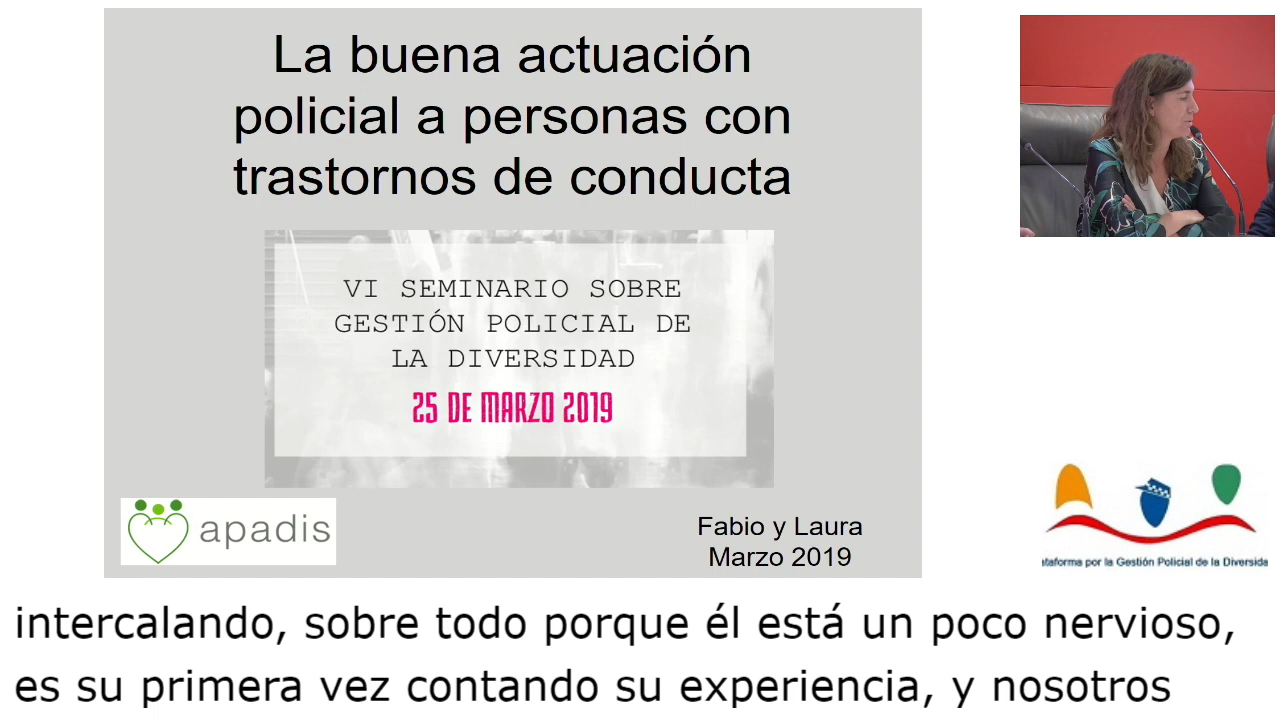 La buena actuación
policial a personas con
trastornos de conducta
VI SEMINARIO SOBRE
GESTIÓN POLICIAL DE
LA DIVERSIDAD
25 DE MARZO 2019
apadis
Fabio y Laura
Marzo 2019
ataforma por la Gestión Policial de la Diversida
intercalando, sobre todo porque él está un poco nervioso,
es su primera vez contando su experiencia, y nosotros